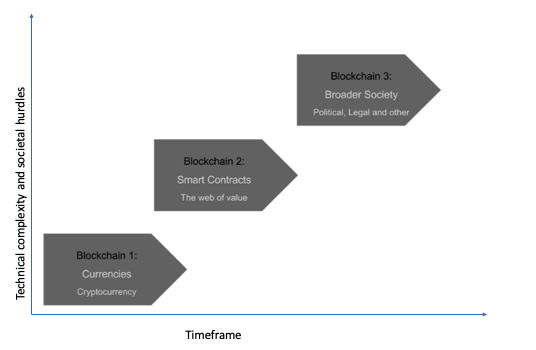 Technical complexity and societal hurdles
Blockchain 3:
Broader Society
Political, Legal and other
Blockchain 2:
Smart Contracts
The web of value
Blockchain 1:
Currencies
Cryptocurrency
Timeframe